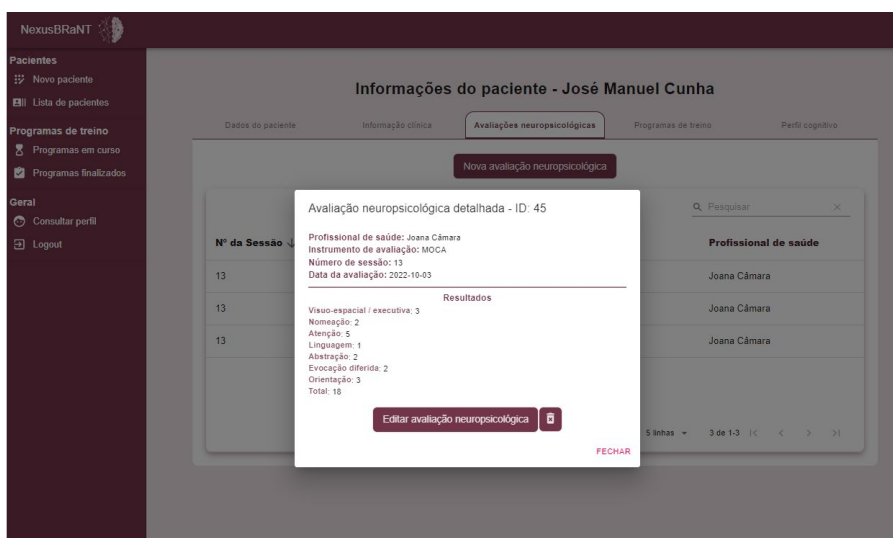 NexusBRaNT
Pacientes
Novo paciente
Lista de pacientes
Programas de treino
Programas em curso
Programas finalizados
Geral
Consultar perfil
Logout
Informações do paciente - José Manuel Cunha
Dados do paciente
Informação clínica
Avaliações neuropsicológicas
Programas de treino
Perfil cognitivo
Nova avaliação neuropsicológica
Pesquisar
Nº da Sessão
Profissional de saúde
13
Joana Câmara
13
Joana Câmara
13
Joana Câmara
5 linhas
3 de 1-3
Avaliação neuropsicológica detalhada - ID: 45
Profissional de saúde: Joana Câmara
Instrumento de avaliação: MOCA
Número de sessão: 13
Data da avaliação: 2022-10-03
Resultados
Visuo-espacial / executiva: 3
Nomeação: 2
Atenção: 5
Linguagem: 1
Abstração: 2
Evocação diferida: 2
Orientação: 3
Total: 18
Editar avaliação neuropsicológica
FECHAR